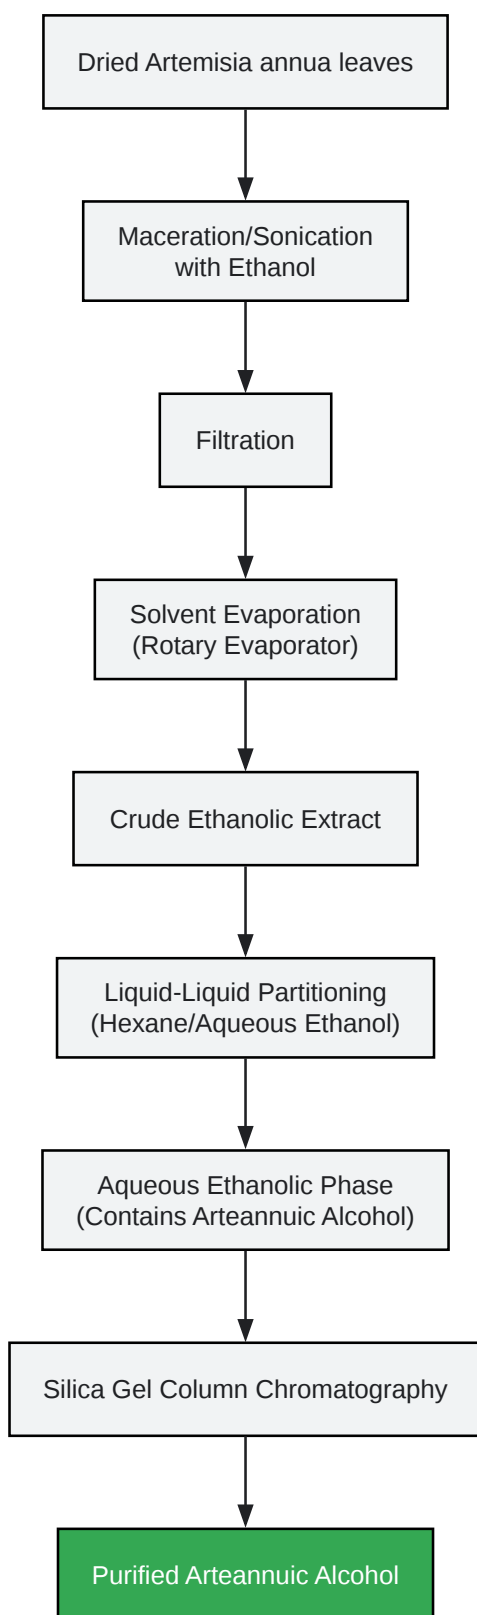 Dried Artemisia annua leaves
Maceration/Sonication
with Ethanol
Filtration
Solvent Evaporation
(Rotary Evaporator)
Crude Ethanolic Extract
Liquid-Liquid Partitioning
(Hexane/Aqueous Ethanol)
Aqueous Ethanolic Phase
(Contains Arteannuic Alcohol)
Silica Gel Column Chromatography
Purified Arteannuic Alcohol